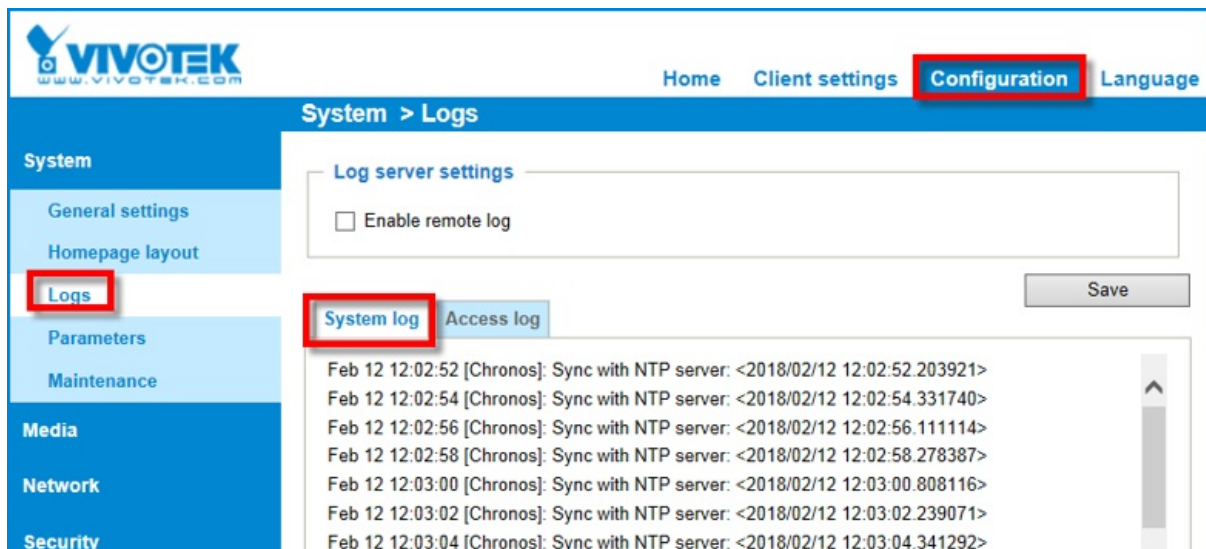 VIVOTEK
www.vivotek.com
Home Client settings Configuration Language
System > Logs
System
General settings
Homepage layout
Logs
Parameters
Maintenance
Media
Network
Security
Log server settings
Enable remote log
Save
System log Access log
Feb 12 12:02:52 [Chronos]: Sync with NTP server: <2018/02/12 12:02:52.203921>
Feb 12 12:02:54 [Chronos]: Sync with NTP server: <2018/02/12 12:02:54.331740>
Feb 12 12:02:56 [Chronos]: Sync with NTP server: <2018/02/12 12:02:56.111114>
Feb 12 12:02:58 [Chronos]: Sync with NTP server: <2018/02/12 12:02:58.278387>
Feb 12 12:03:00 [Chronos]: Sync with NTP server: <2018/02/12 12:03:00.808116>
Feb 12 12:03:02 [Chronos]: Sync with NTP server: <2018/02/12 12:03:02.239071>
Feb 12 12:03:04 [Chronos]: Sync with NTP server: <2018/02/12 12:03:04.341292>